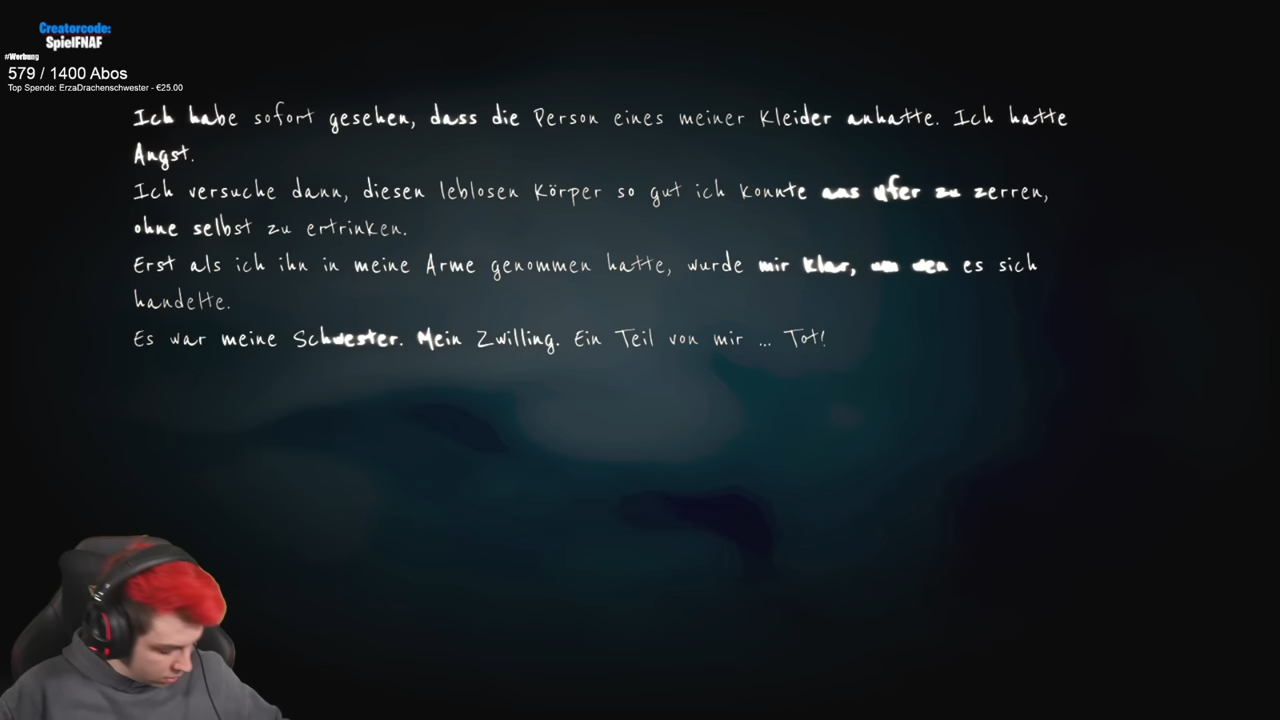 Creatorcode:
SpielFNAF
#Werbung
579 / 1400 Abos
Top Spende: ErzaDrachenschwester - €25.00
Ich habe sofort gesehen, dass die Person eines meiner Kleider anhatte. Ich hatte
Angst.
Ich versuche dann, diesen leblosen Körper so gut ich konnte ans Ufer zu zerren,
ohne selbst zu ertrinken.
Erst als ich ihn in meine Arme genommen hatte, wurde mir klar, um den es sich
handelte.
Es war meine Schwester. Mein Zwilling. Ein Teil von mir ... Tot!